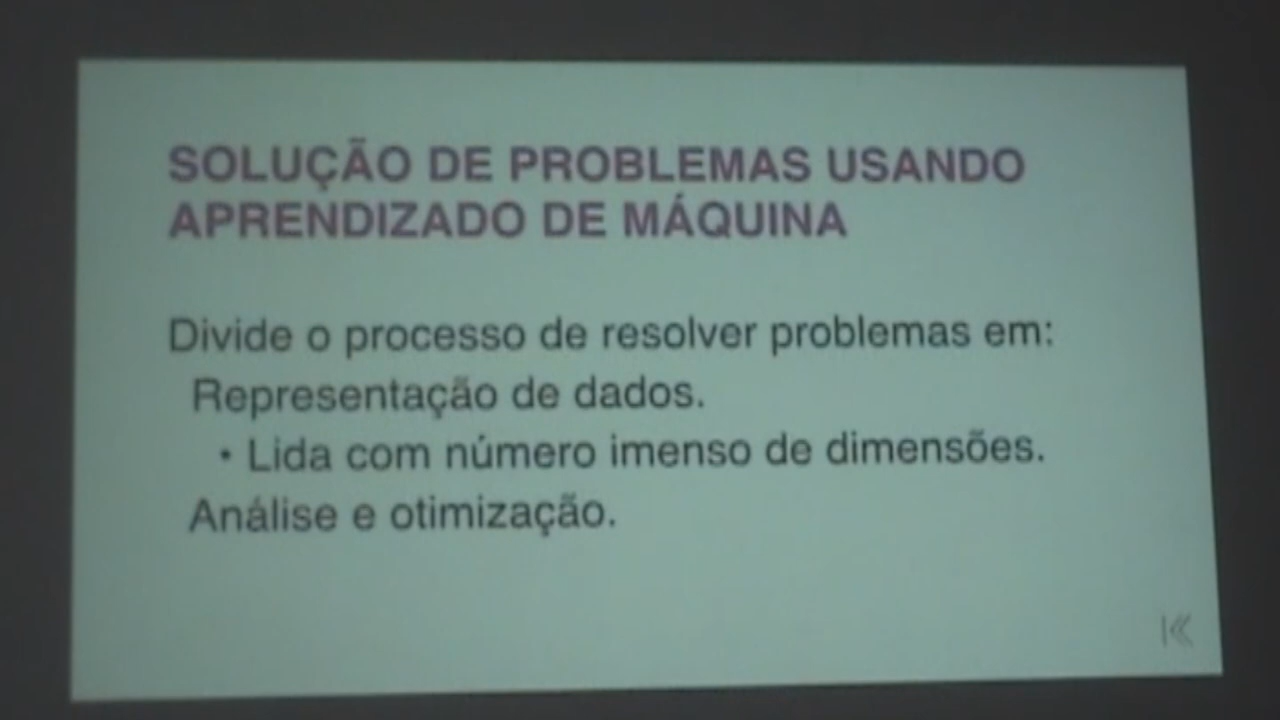 SOLUÇÃO DE PROBLEMAS USANDO
APRENDIZADO DE MÁQUINA
Divide o processo de resolver problemas em:
Representação de dados.
• Lida com número imenso de dimensões.
Análise e otimização.